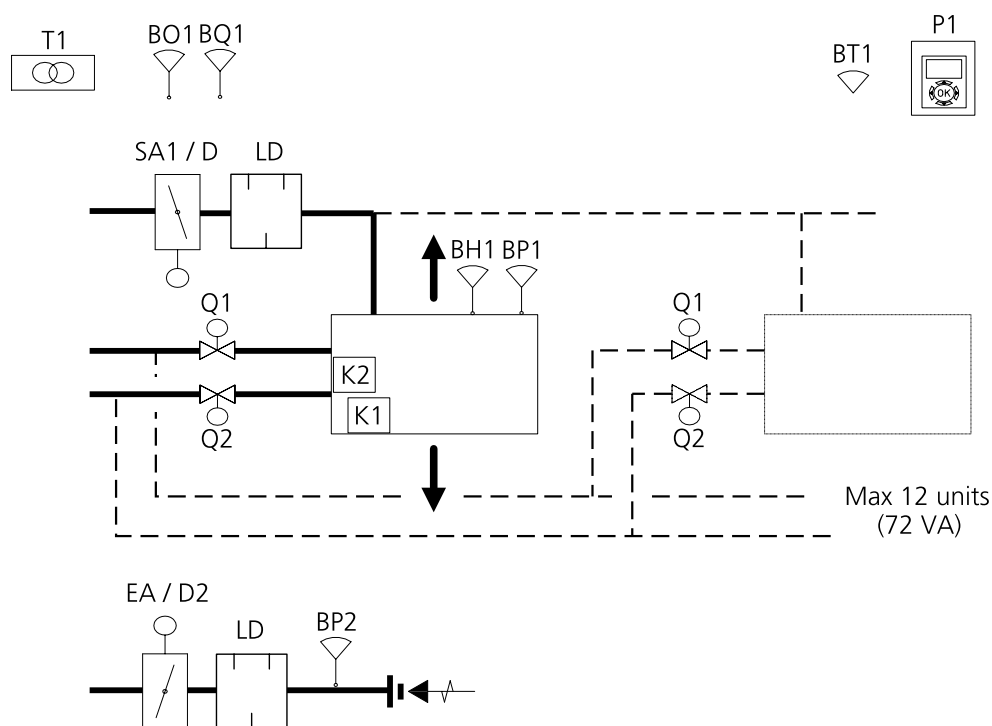 T1
BO1
BQ1
BT1
P1
OK
SA1 / D
LD
BH1
BP1
Q1
Q1
K2
K1
Q2
Q2
Max 12 units
(72 VA)
EA / D2
LD
BP2